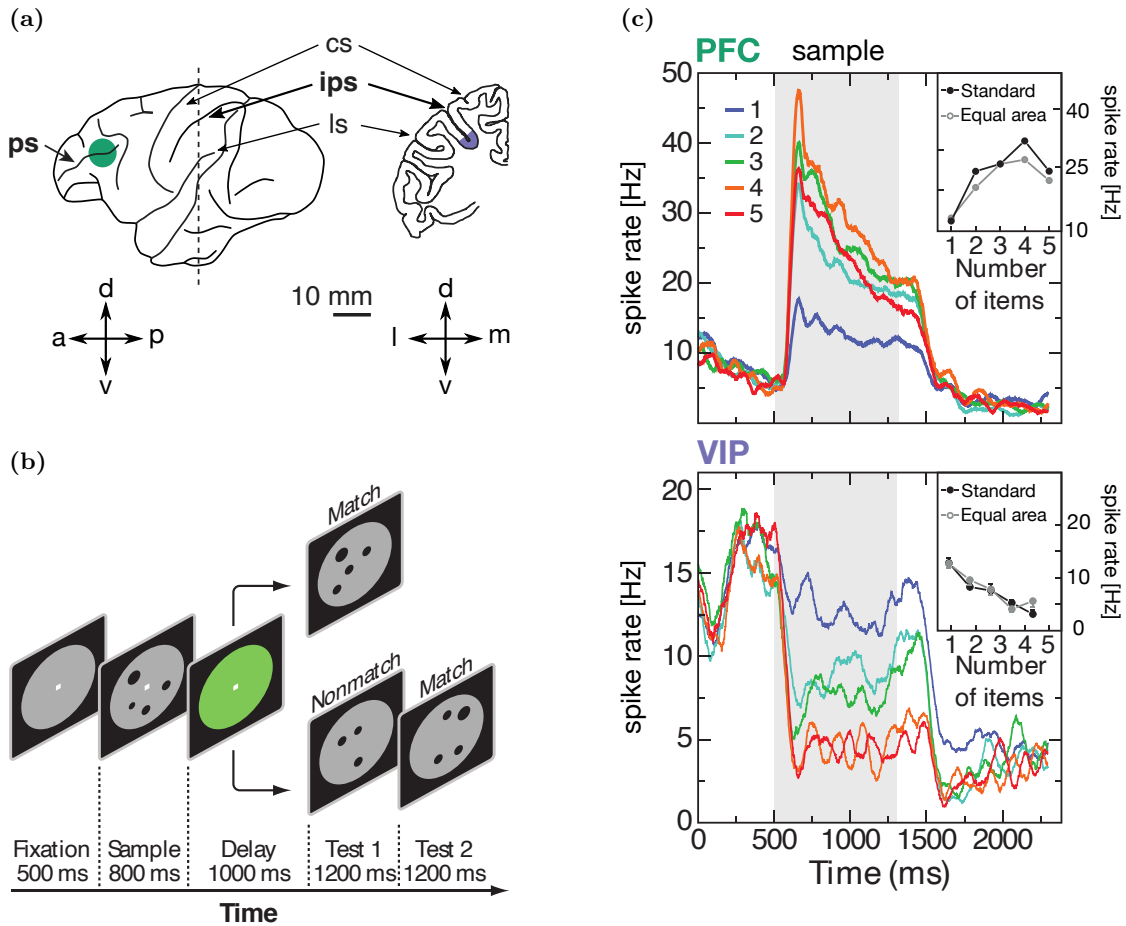 (a)
cs
ips
ls
ps
d
a p
v
10 mm
d
l m
v
(b)
Match
Nonmatch
Match
Fixation
500 ms
Sample
800 ms
Delay
1000 ms
Test 1
1200 ms
Test 2
1200 ms
Time
(c)
PFC
sample
50
40
30
20
10
spike rate [Hz]
1
2
3
4
5
Standard
Equal area
45
25
10
spike rate [Hz]
1 2 3 4 5
Number
of items
VIP
20
15
10
5
0
spike rate [Hz]
Standard
Equal area
20
10
0
spike rate [Hz]
1 2 3 4 5
Number
of items
0 500 1000 1500 2000
Time (ms)